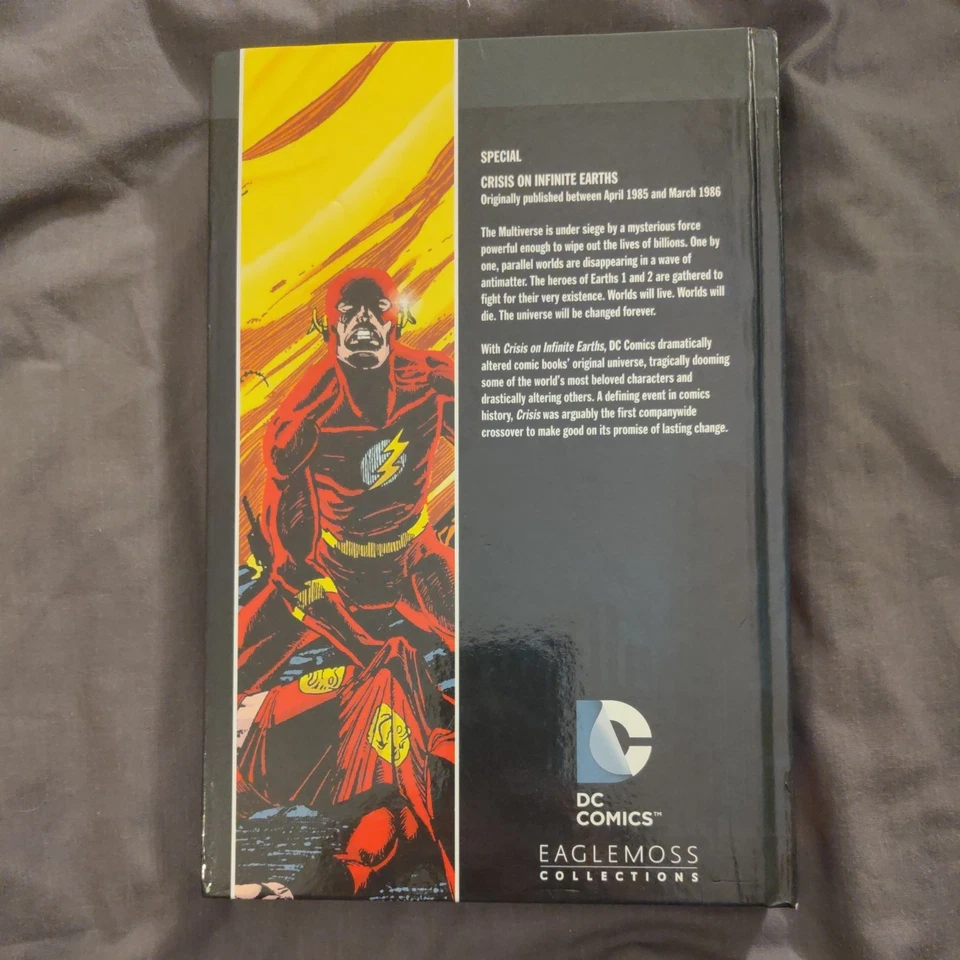 SPECIAL
CRISIS ON INFINITE EARTHS
Originally published between April 1985 and March 1986
The Multiverse is under siege by a mysterious force
powerful enough to wipe out the lives of billions. One by
one, parallel worlds are disappearing in a wave of
antimatter. The heroes of Earths 1 and 2 are gathered to
fight for their very existence. Worlds will live. Worlds will
die. The universe will be changed forever.
With Crisis on Infinite Earths, DC Comics dramatically
altered comic books' original universe, tragically dooming
some of the world's most beloved characters and
drastically altering others. A defining event in comics
history, Crisis was arguably the first companywide
crossover to make good on its promise of lasting change.
DC
COMICS™
EAGLEMOSS
COLLECTIONS